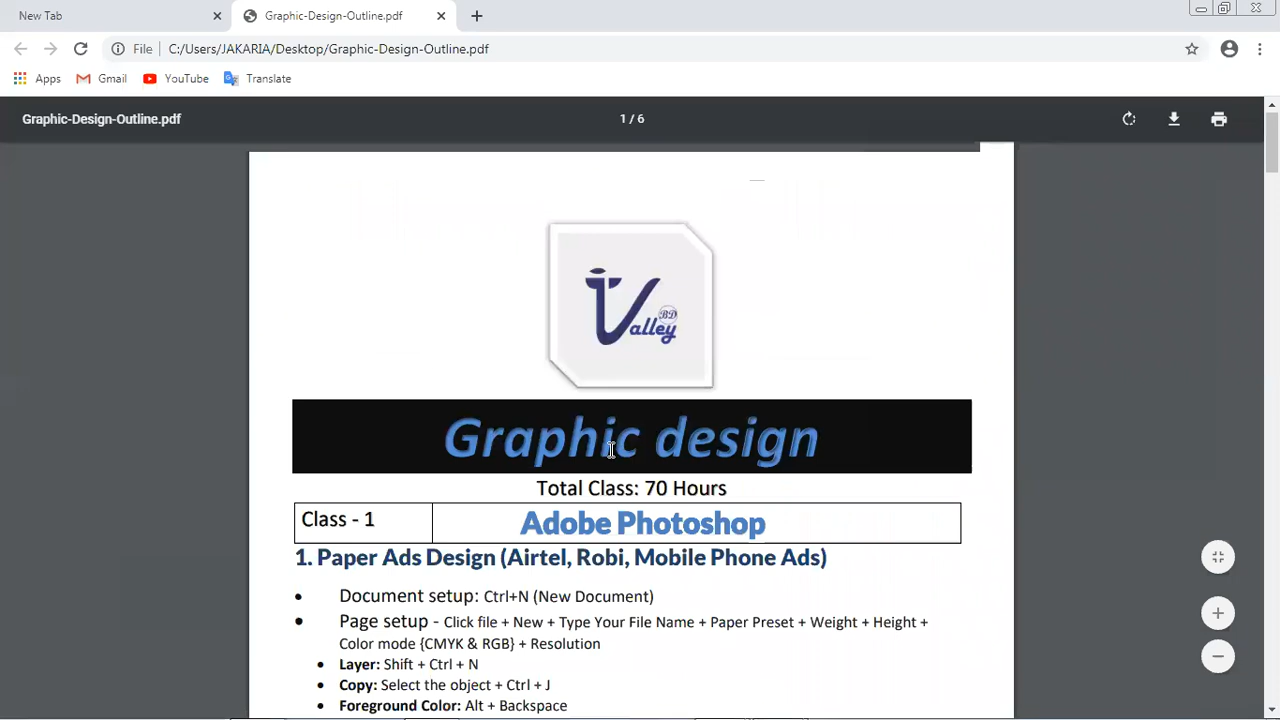 New Tab
Graphic-Design-Outline.pdf
File C:/Users/JAKARIA/Desktop/Graphic-Design-Outline.pdf
Apps Gmail YouTube Translate
Graphic-Design-Outline.pdf 1 / 6
iValley BD
Graphic design
Total Class: 70 Hours
Class - 1 Adobe Photoshop
1. Paper Ads Design (Airtel, Robi, Mobile Phone Ads)
• Document setup: Ctrl+N (New Document)
• Page setup - Click file + New + Type Your File Name + Paper Preset + Weight + Height +
Color mode {CMYK & RGB} + Resolution
• Layer: Shift + Ctrl + N
• Copy: Select the object + Ctrl + J
• Foreground Color: Alt + Backspace